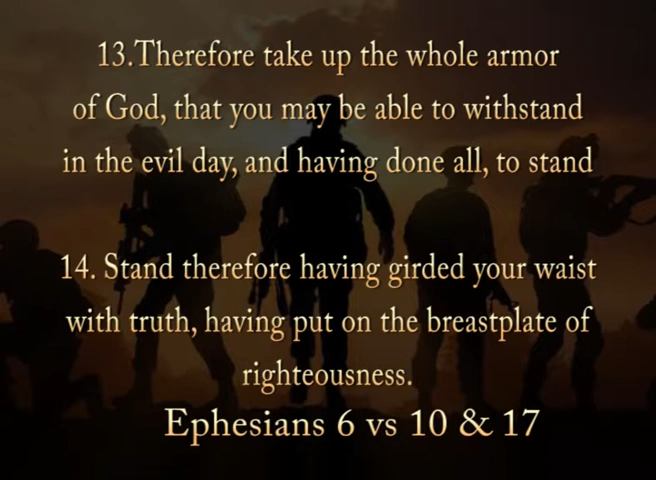 13.Therefore take up the whole armor
of God, that you may be able to withstand
in the evil day, and having done all, to stand
14. Stand therefore having girded your waist
with truth, having put on the breastplate of
righteousness.
Ephesians 6 vs 10 & 17